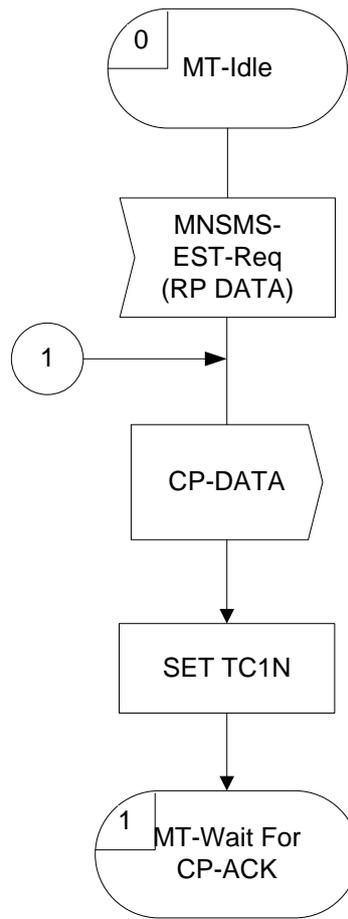 0
MT-Idle
MNSMS-
EST-Req
(RP DATA)
1
CP-DATA
SET TC1N
1
MT-Wait For
CP-ACK